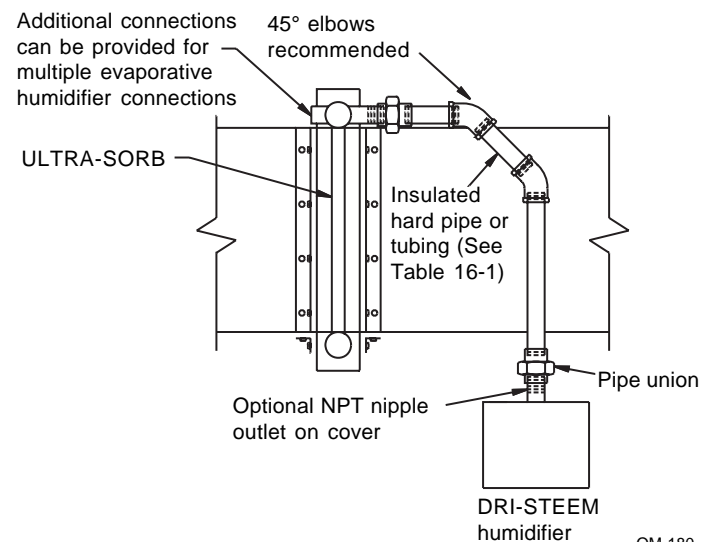 Additional connections
can be provided for
multiple evaporative
humidifier connections
45° elbows
recommended
ULTRA-SORB
Insulated
hard pipe or
tubing (See
Table 16-1)
Pipe union
Optional NPT nipple
outlet on cover
DRI-STEEM
humidifier